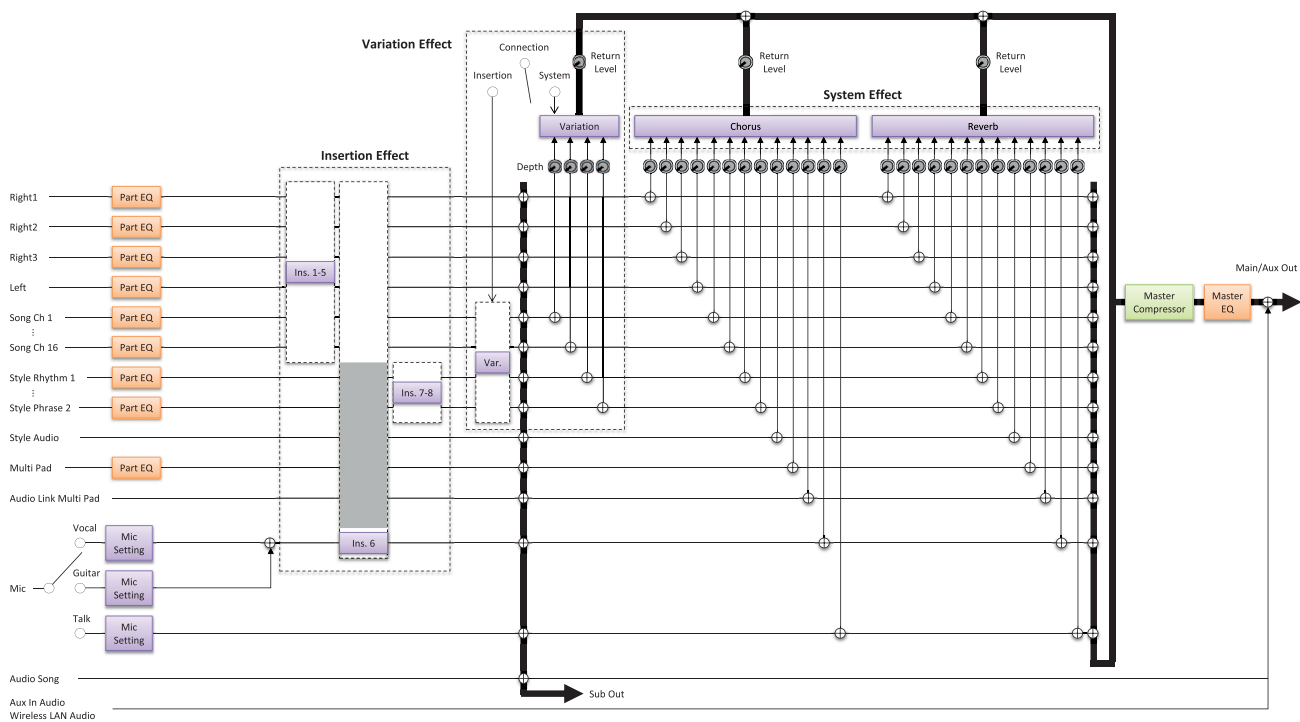 Variation Effect
Connection
Return
Level
Return
Level
Return
Level
Insertion
System
System Effect
Variation
Chorus
Reverb
Insertion Effect
Depth
Right1
Part EQ
Right2
Part EQ
Right3
Part EQ
Ins. 1-5
Left
Part EQ
Main/Aux Out
Master
Compressor
Master
EQ
Song Ch 1
Part EQ
⋮
Song Ch 16
Part EQ
Var.
Style Rhythm 1
Part EQ
⋮
Ins. 7-8
Style Phrase 2
Part EQ
Style Audio
Multi Pad
Part EQ
Audio Link Multi Pad
Vocal
Mic
Setting
Ins. 6
Mic
Guitar
Mic
Setting
Talk
Mic
Setting
Audio Song
Sub Out
Aux In Audio
Wireless LAN Audio